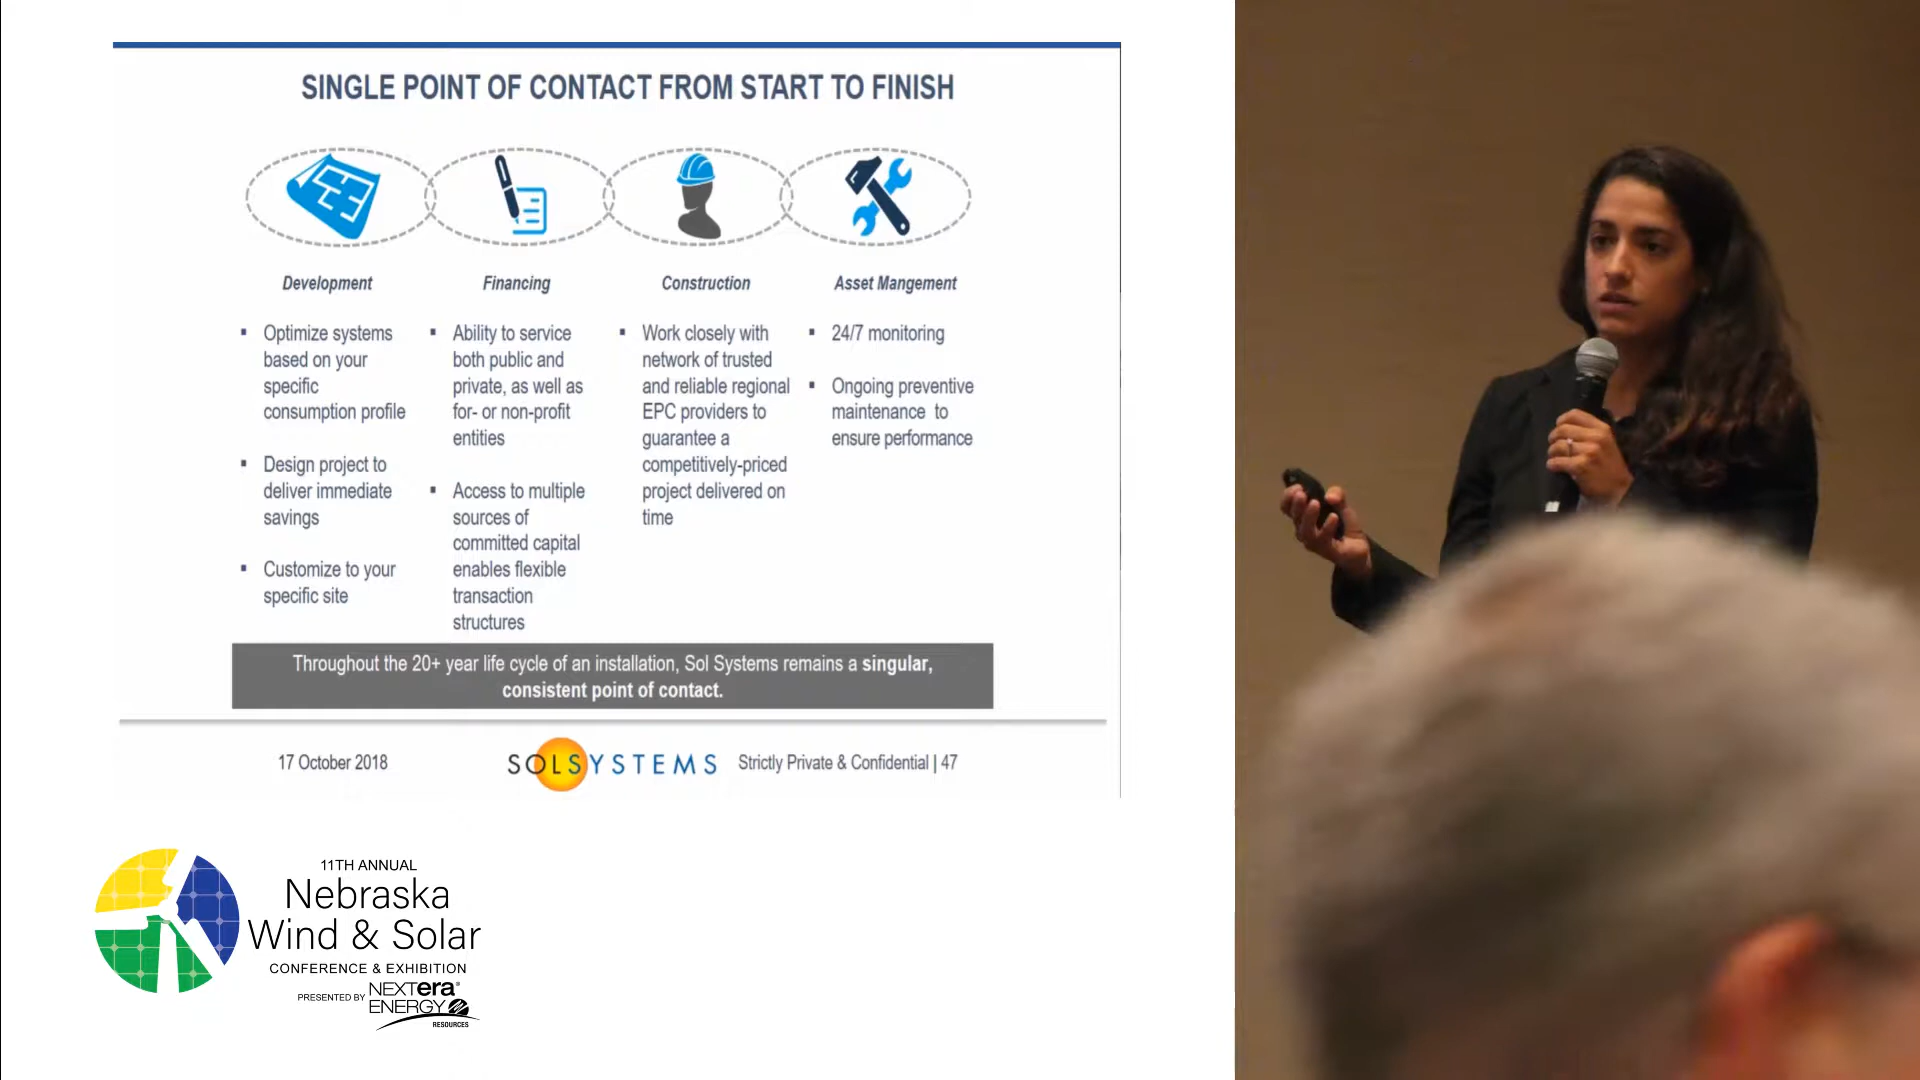 SINGLE POINT OF CONTACT FROM START TO FINISH
Development
Optimize systems
based on your
specific
consumption profile
Design project to
deliver immediate
savings
Customize to your
specific site
Financing
Ability to service
both public and
private, as well as
for- or non-profit
entities
Access to multiple
sources of
committed capital
enables flexible
transaction
structures
Construction
Work closely with
network of trusted
and reliable regional
EPC providers to
guarantee a
competitively-priced
project delivered on
time
Asset Mangement
24/7 monitoring
Ongoing preventive
maintenance to
ensure performance
Throughout the 20+ year life cycle of an installation, Sol Systems remains a singular,
consistent point of contact.
17 October 2018
SOLSYSTEMS
Strictly Private & Confidential | 47
11TH ANNUAL
Nebraska
Wind & Solar
CONFERENCE & EXHIBITION
PRESENTED BY
NEXTera®
ENERGY
RESOURCES